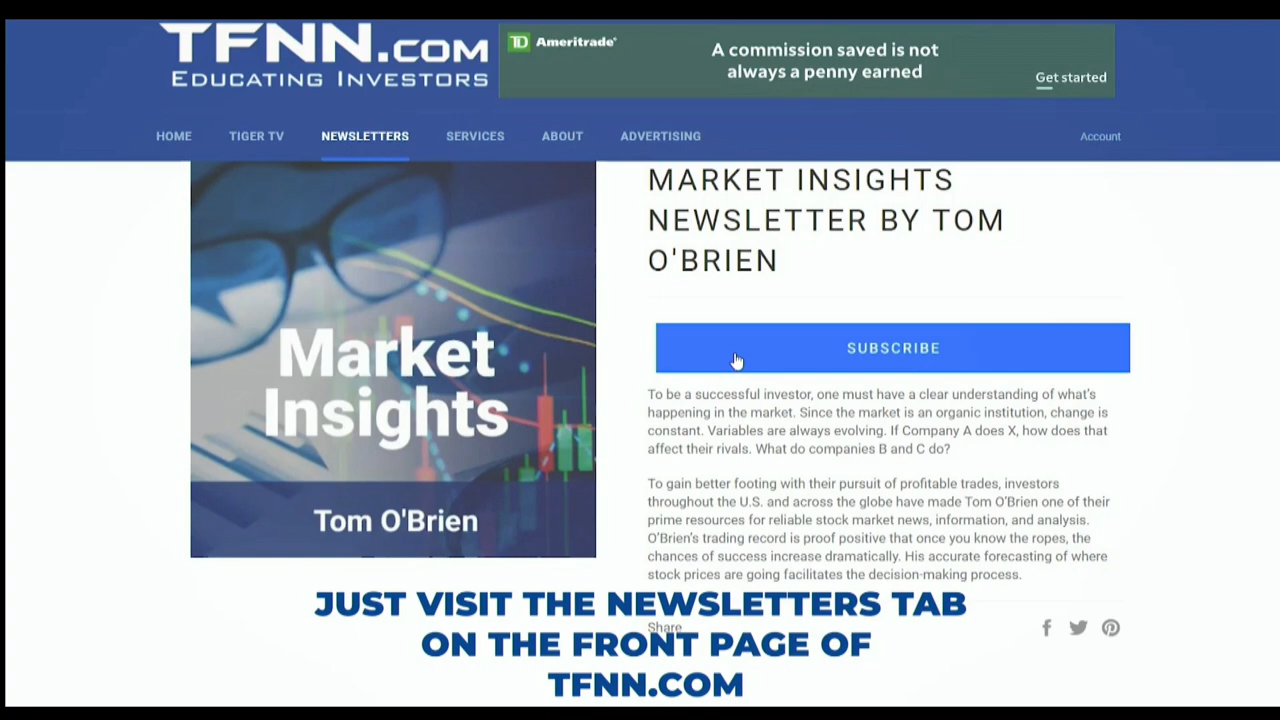 TFNN.COM
EDUCATING INVESTORS
TD Ameritrade®
A commission saved is not
always a penny earned
Get started
HOME TIGER TV NEWSLETTERS SERVICES ABOUT ADVERTISING Account
Market
Insights
Tom O'Brien
MARKET INSIGHTS
NEWSLETTER BY TOM
O'BRIEN
SUBSCRIBE
To be a successful investor, one must have a clear understanding of what's
happening in the market. Since the market is an organic institution, change is
constant. Variables are always evolving. If Company A does X, how does that
affect their rivals. What do companies B and C do?
To gain better footing with their pursuit of profitable trades, investors
throughout the U.S. and across the globe have made Tom O'Brien one of their
prime resources for reliable stock market news, information, and analysis.
O'Brien's trading record is proof positive that once you know the ropes, the
chances of success increase dramatically. His accurate forecasting of where
stock prices are going facilitates the decision-making process.
Share
JUST VISIT THE NEWSLETTERS TAB
ON THE FRONT PAGE OF
TFNN.COM